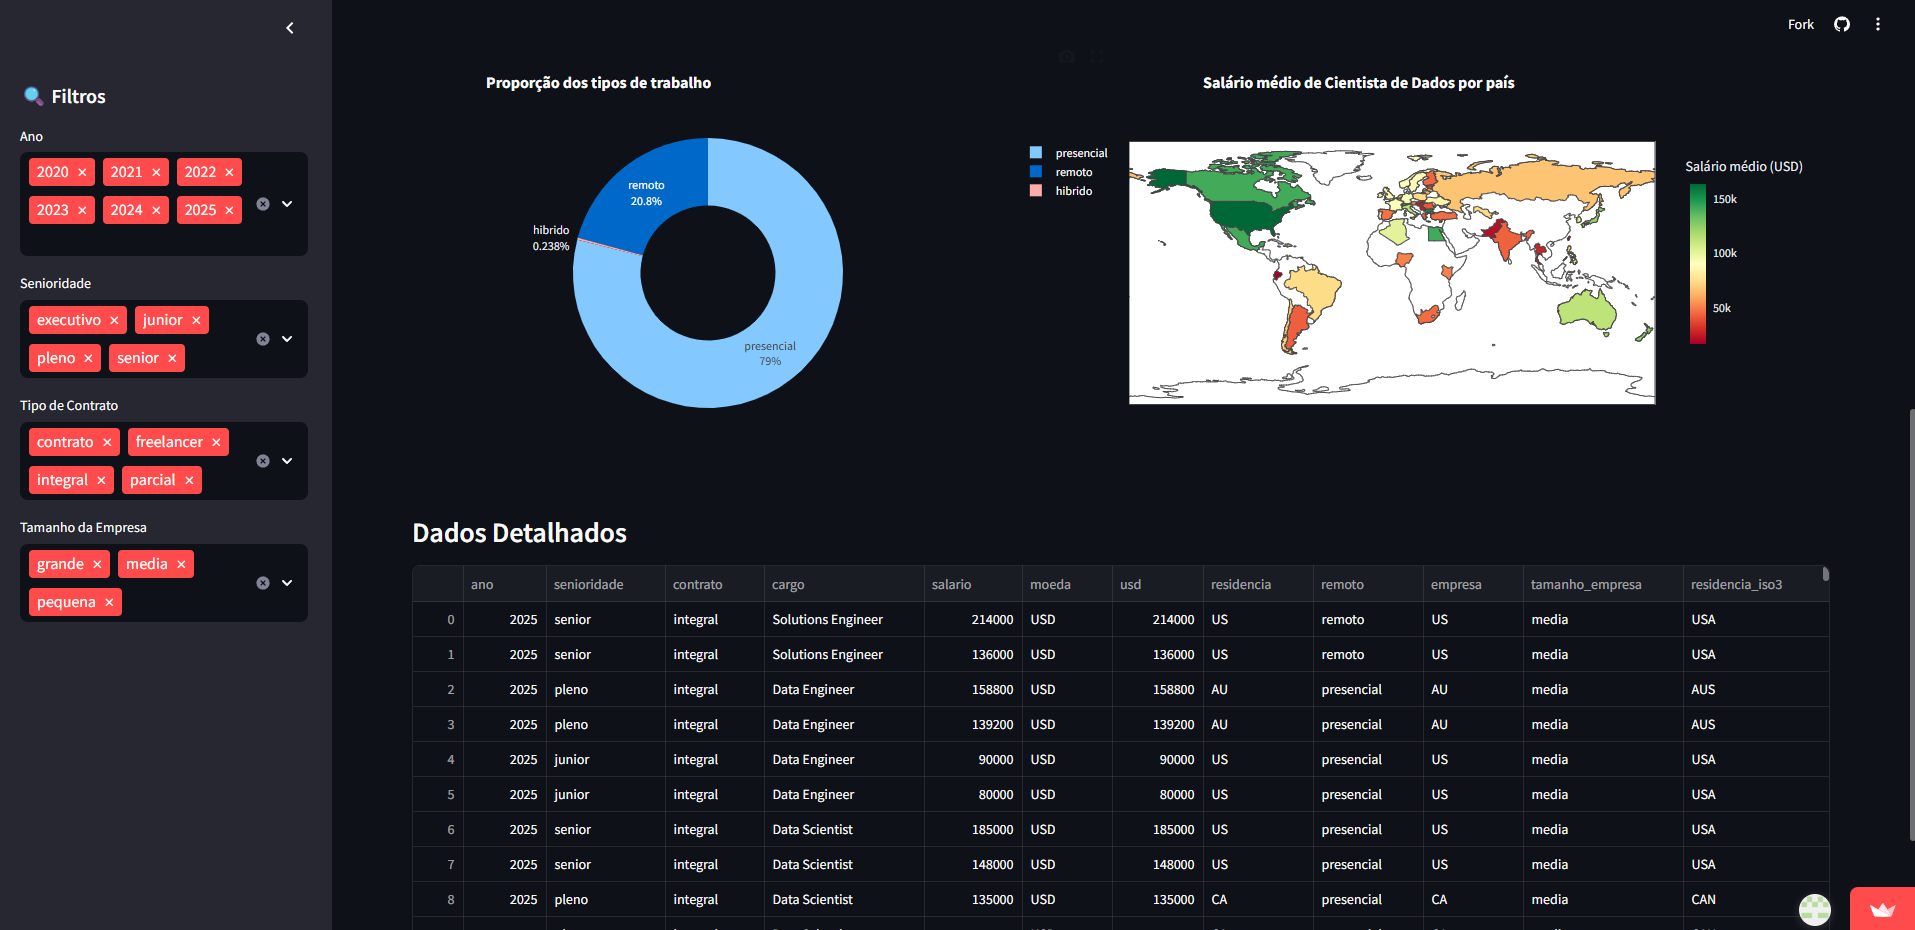 Fork
Filtros
Ano
2020 × 2021 × 2022 ×
2023 × 2024 × 2025 ×
Senioridade
executivo × junior ×
pleno × senior ×
Tipo de Contrato
contrato × freelancer ×
integral × parcial ×
Tamanho da Empresa
grande × media ×
pequena ×
Proporção dos tipos de trabalho
presencial
remoto
hibrido
remoto
20.8%
hibrido
0.238%
presencial
79%
Salário médio de Cientista de Dados por país
Salário médio (USD)
150k
100k
50k
Dados Detalhados
ano senioridade contrato cargo salario moeda usd residencia remoto empresa tamanho_empresa residencia_iso3
0 2025 senior integral Solutions Engineer 214000 USD 214000 US remoto US media USA
1 2025 senior integral Solutions Engineer 136000 USD 136000 US remoto US media USA
2 2025 pleno integral Data Engineer 158800 USD 158800 AU presencial AU media AUS
3 2025 pleno integral Data Engineer 139200 USD 139200 AU presencial AU media AUS
4 2025 junior integral Data Engineer 90000 USD 90000 US presencial US media USA
5 2025 junior integral Data Engineer 80000 USD 80000 US presencial US media USA
6 2025 senior integral Data Scientist 185000 USD 185000 US presencial US media USA
7 2025 senior integral Data Scientist 148000 USD 148000 US presencial US media USA
8 2025 pleno integral Data Scientist 135000 USD 135000 CA presencial CA media CAN